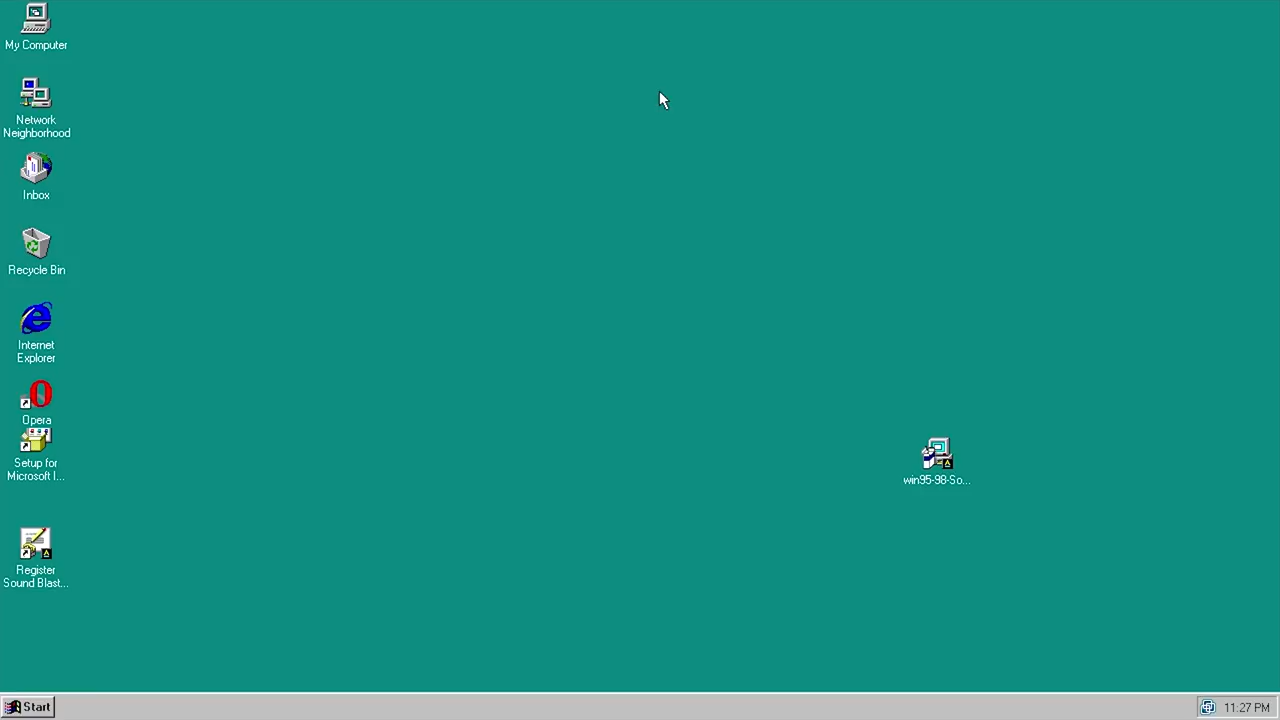 My Computer
Network
Neighborhood
Inbox
Recycle Bin
Internet
Explorer
Opera
Setup for
Microsoft I...
win95-98-So...
Register
Sound Blast...
Start
11:27 PM